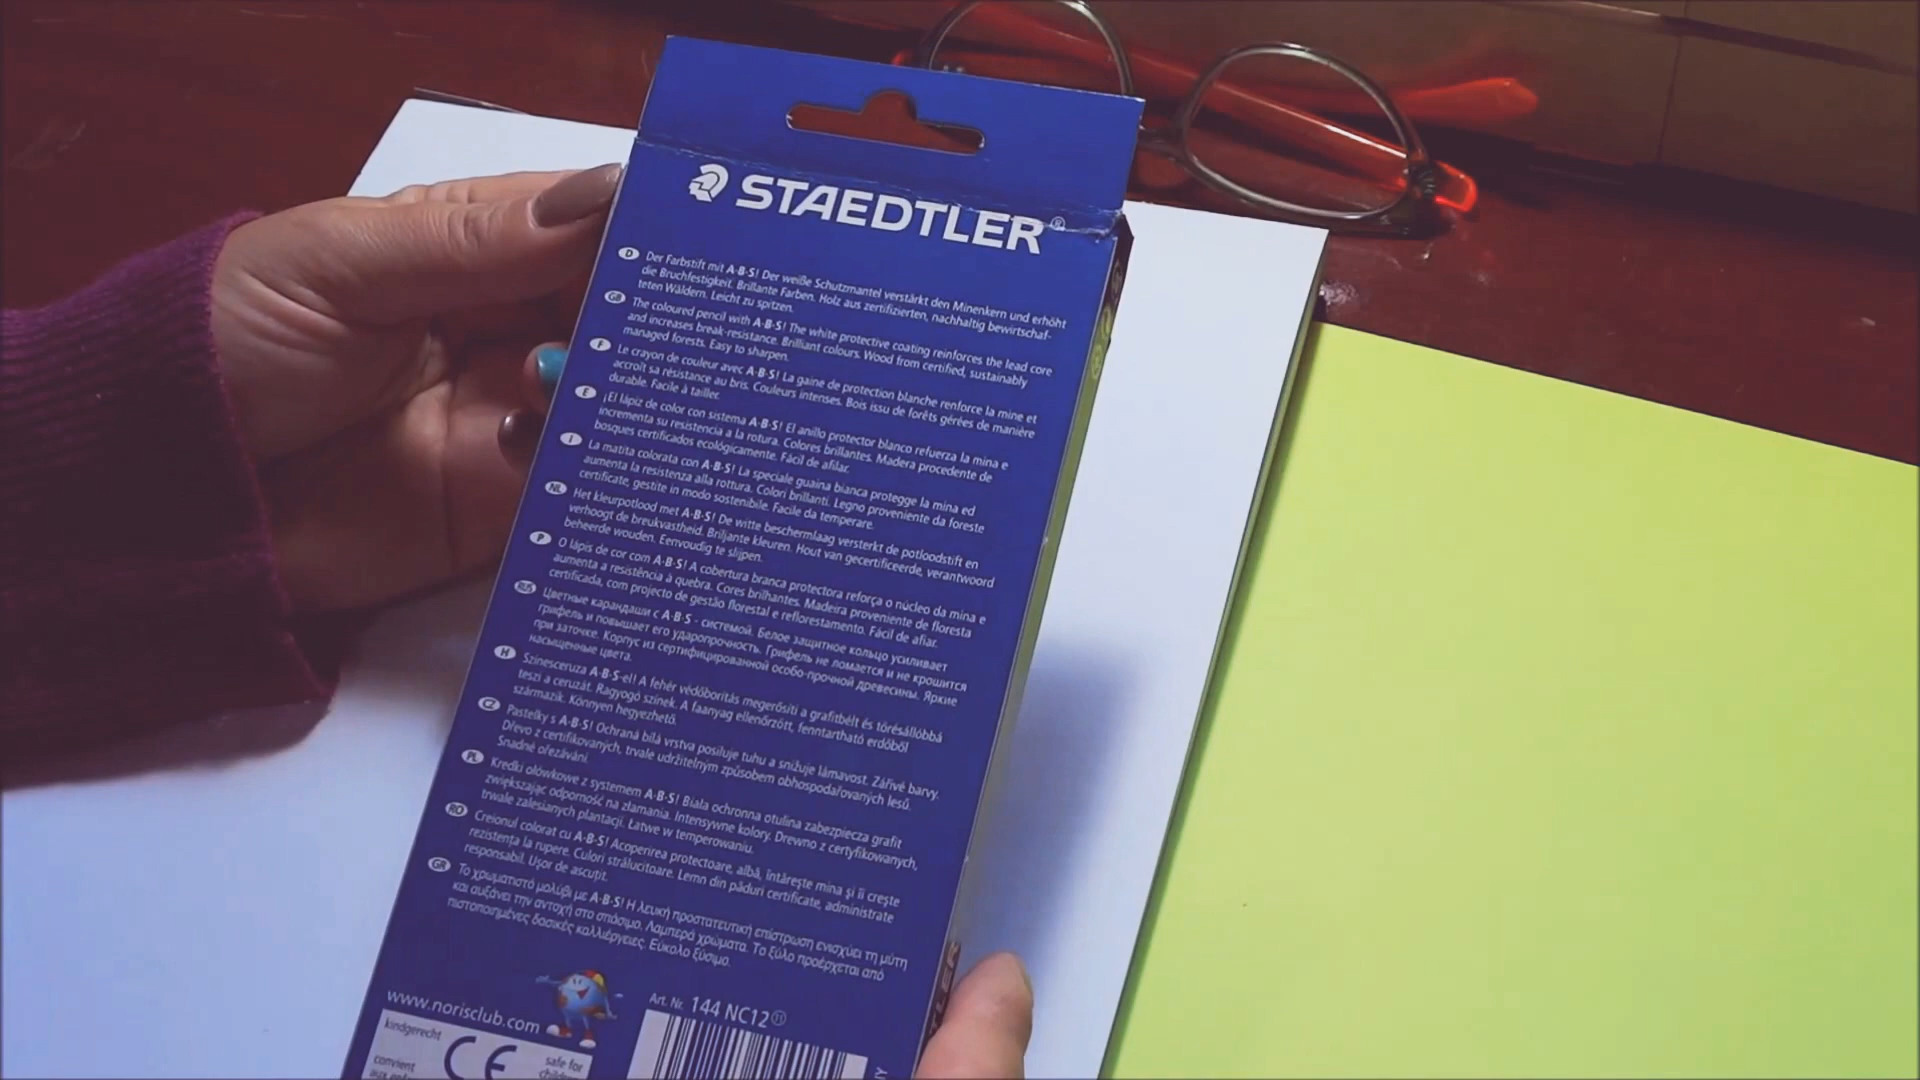 STAEDTLER®
D Der Farbstift mit A·B·S! Der weiße Schutzmantel verstärkt den Minenkern und erhöht
die Bruchfestigkeit. Brillante Farben. Holz aus zertifizierten, nachhaltig bewirtschaf-
teten Wäldern. Leicht zu spitzen.
GB The coloured pencil with A·B·S! The white protective coating reinforces the lead core
and increases break-resistance. Brilliant colours. Wood from certified, sustainably
managed forests. Easy to sharpen.
F Le crayon de couleur avec A·B·S! La gaine de protection blanche renforce la mine et
accroît sa résistance au bris. Couleurs intenses. Bois issu de forêts gérées de manière
durable. Facile à tailler.
E ¡El lápiz de color con sistema A·B·S! El anillo protector blanco refuerza la mina e
incrementa su resistencia a la rotura. Colores brillantes. Madera procedente de
bosques certificados ecológicamente. Fácil de afilar.
I La matita colorata con A·B·S! La speciale guaina bianca protegge la mina ed
aumenta la resistenza alla rottura. Colori brillanti. Legno proveniente da foreste
certificate, gestite in modo sostenibile. Facile da temperare.
NL Het kleurpotlood met A·B·S! De witte beschermlaag versterkt de potloodstift en
verhoogt de breukvastheid. Briljante kleuren. Hout van gecertificeerde, verantwoord
beheerde wouden. Eenvoudig te slijpen.
P O lápis de cor com A·B·S! A cobertura branca protectora reforça o núcleo da mina e
aumenta a resistência à quebra. Cores brilhantes. Madeira proveniente de floresta
certificada, com projecto de gestão florestal e reflorestamento. Fácil de afiar.
RUS Цветные карандаши с A·B·S - системой. Белое защитное кольцо усиливает
грифель и повышает его ударопрочность. Грифель не ломается и не крошится
при заточке. Корпус из сертифицированной особо-прочной древесины. Яркие
насыщенные цвета.
H Színesceruza A·B·S-el! A fehér védőborítás megerősíti a grafitbélt és törésállóbbá
teszi a ceruzát. Ragyogó színek. A faanyag ellenőrzött, fenntartható erdőből
származik. Könnyen hegyezhető.
CZ Pastelky s A·B·S! Ochraná bílá vrstva posiluje tuhu a snižuje lámavost. Zářivé barvy.
Dřevo z certifikovaných, trvale udržitelným způsobem obhospodařovaných lesů.
Snadné ořezávání.
PL Kredki ołówkowe z systemem A·B·S! Biała ochronna otulina zabezpiecza grafit
zwiększając odporność na złamania. Intensywne kolory. Drewno z certyfikowanych,
trwale zalesianych plantacji. Łatwe w temperowaniu.
RO Creionul colorat cu A·B·S! Acoperirea protectoare, albă, întărește mina și îi crește
rezistența la rupere. Culori strălucitoare. Lemn din păduri certificate, administrate
responsabil. Ușor de ascuțit.
GR Το χρωματιστό μολύβι με A·B·S! Η λευκή προστατευτική επίστρωση ενισχύει τη μύτη
και αυξάνει την αντοχή στο σπάσιμο. Λαμπερά χρώματα. Το ξύλο προέρχεται από
πιστοποιημένες δασικές καλλιέργειες. Εύκολο ξύσιμο.
www.norisclub.com
Art. Nr. 144 NC12
kindgerecht
convient
CE
safe for
TLER